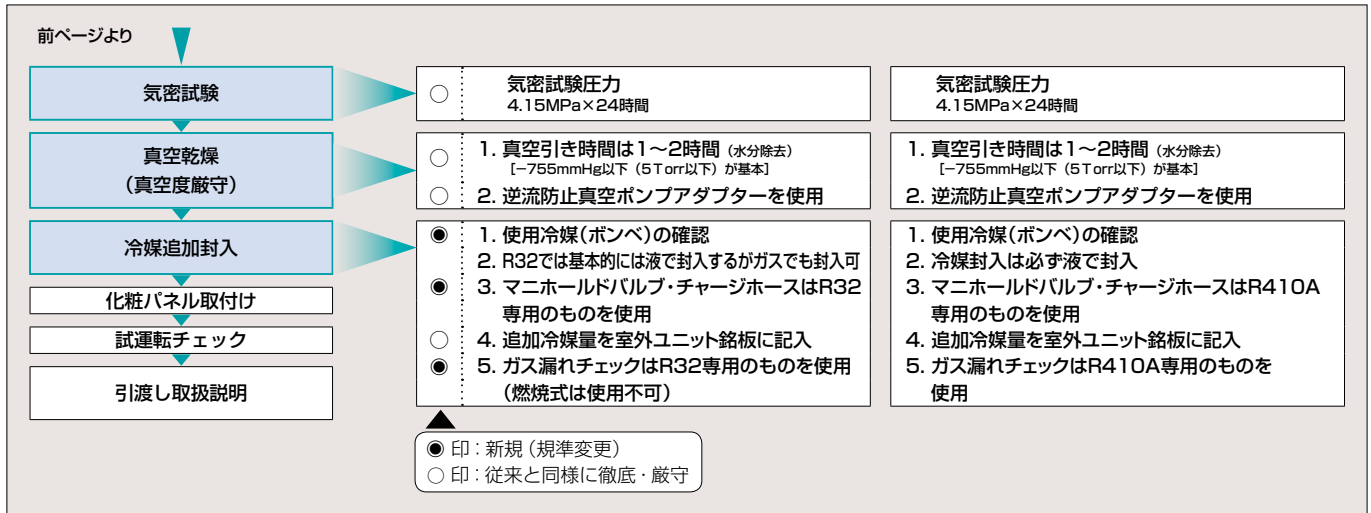 前ページより
気密試験
○ 気密試験圧力
4.15MPa×24時間
気密試験圧力
4.15MPa×24時間
真空乾燥
(真空度厳守)
○ 1. 真空引き時間は1〜2時間(水分除去)
[−755mmHg以下(5Torr以下)が基本]
○ 2. 逆流防止真空ポンプアダプターを使用
1. 真空引き時間は1〜2時間(水分除去)
[−755mmHg以下(5Torr以下)が基本]
2. 逆流防止真空ポンプアダプターを使用
冷媒追加封入
◉ 1. 使用冷媒(ボンベ)の確認
2. R32では基本的には液で封入するがガスでも封入可
◉ 3. マニホールドバルブ・チャージホースはR32
専用のものを使用
○ 4. 追加冷媒量を室外ユニット銘板に記入
◉ 5. ガス漏れチェックはR32専用のものを使用
(燃焼式は使用不可)
1. 使用冷媒(ボンベ)の確認
2. 冷媒封入は必ず液で封入
3. マニホールドバルブ・チャージホースはR410A
専用のものを使用
4. 追加冷媒量を室外ユニット銘板に記入
5. ガス漏れチェックはR410A専用のものを
使用
化粧パネル取付け
試運転チェック
引渡し取扱説明
◉ 印:新規(規準変更)
○ 印:従来と同様に徹底・厳守